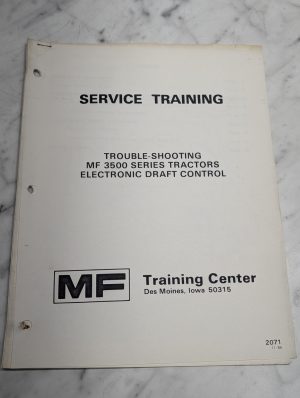 SERVICE TRAINING
TROUBLE-SHOOTING
MF 3500 SERIES TRACTORS
ELECTRONIC DRAFT CONTROL
MF
Training Center
Des Moines, Iowa 50315
2071